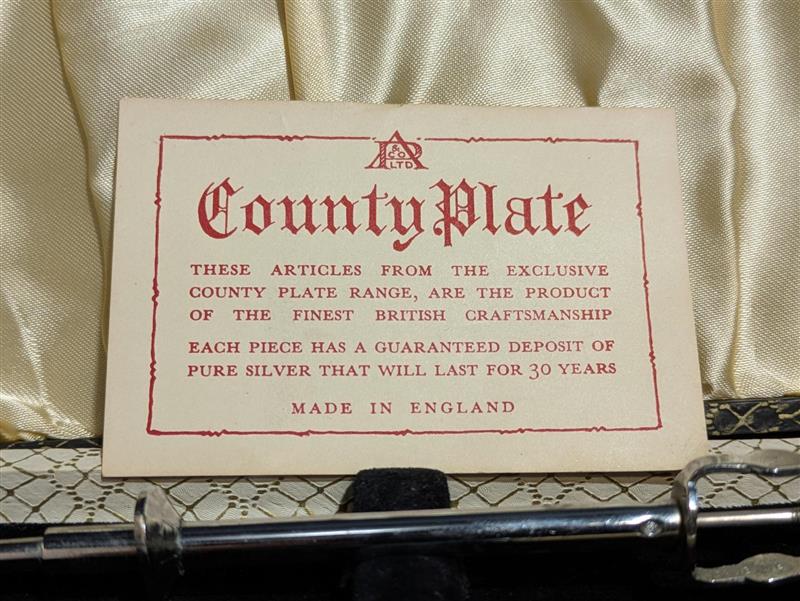 AD & CO LTD
County Plate
THESE ARTICLES FROM THE EXCLUSIVE
COUNTY PLATE RANGE, ARE THE PRODUCT
OF THE FINEST BRITISH CRAFTSMANSHIP
EACH PIECE HAS A GUARANTEED DEPOSIT OF
PURE SILVER THAT WILL LAST FOR 30 YEARS
MADE IN ENGLAND